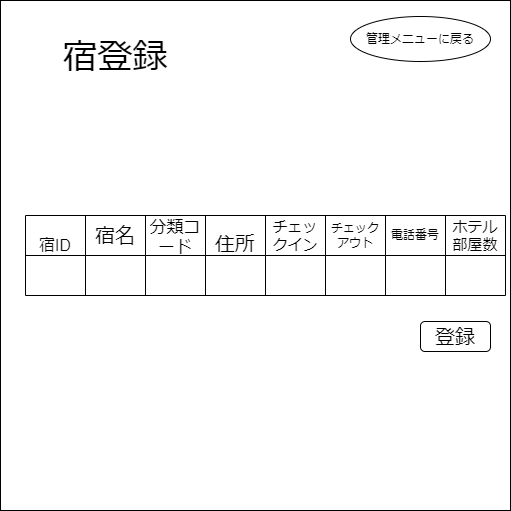 宿登録
管理メニューに戻る
宿ID
宿名
分類コ
ード
住所
チェッ
クイン
チェック
アウト
電話番号
ホテル
部屋数
登録